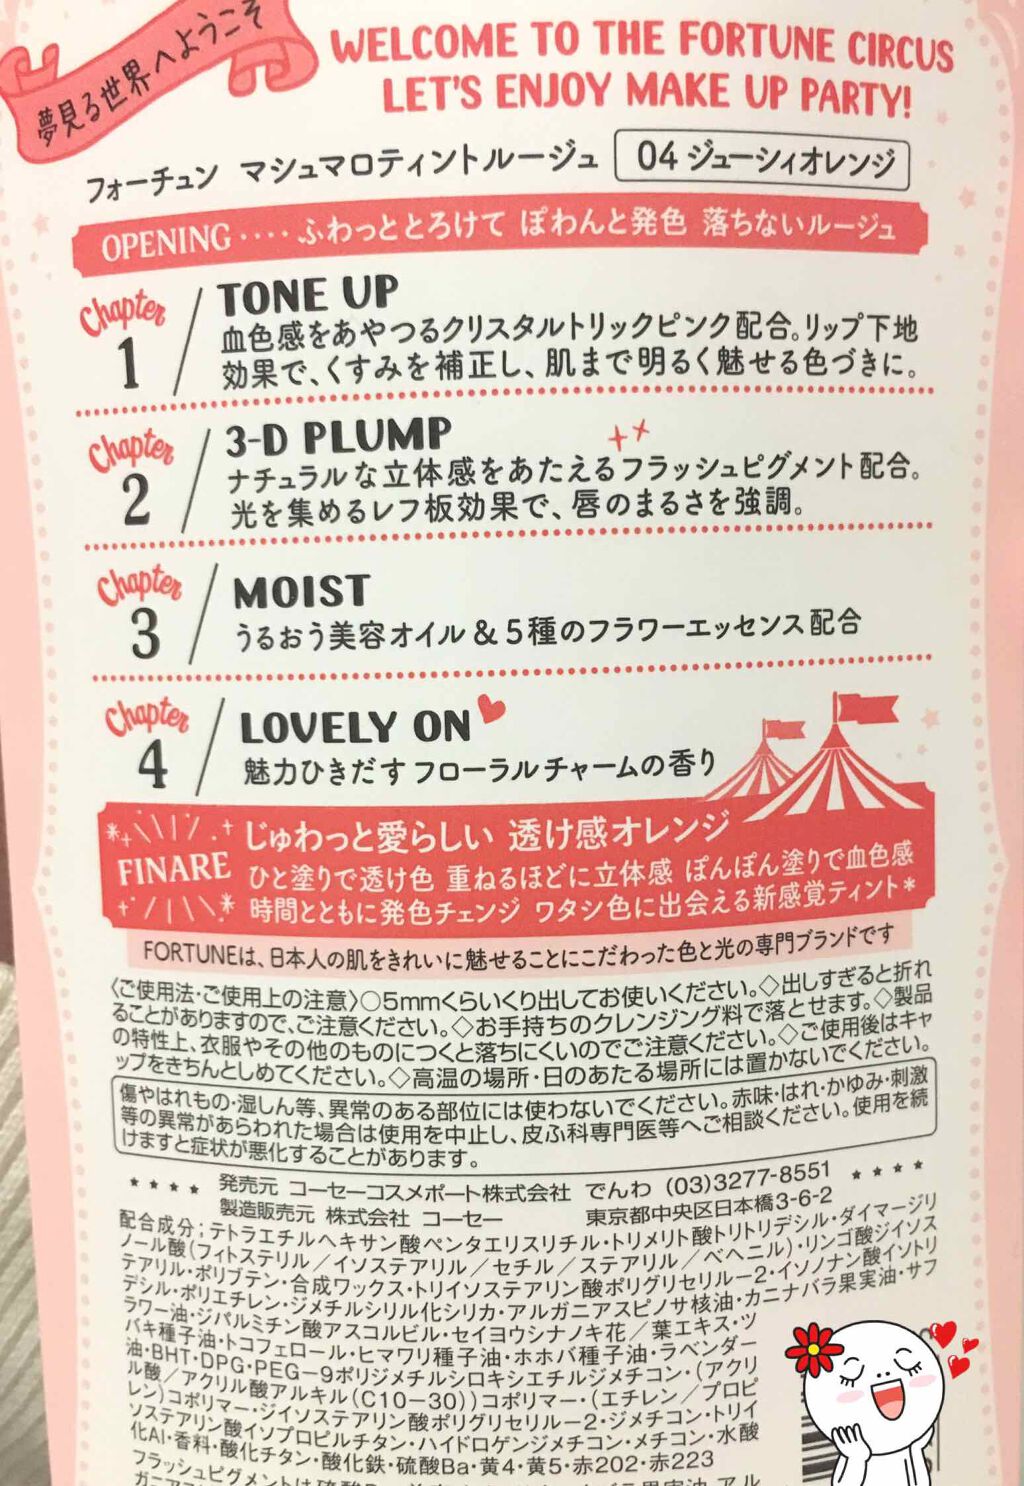 夢見る世界へようこそ
WELCOME TO THE FORTUNE CIRCUS
LET'S ENJOY MAKE UP PARTY!
フォーチュン マシュマロティントルージュ 04 ジューシィオレンジ
OPENING‥‥ふわっととろけて ぽわんと発色 落ちないルージュ
Chapter 1 TONE UP
血色感をあやつるクリスタルトリックピンク配合。リップ下地
効果で、くすみを補正し、肌まで明るく魅せる色づきに。
Chapter 2 3-D PLUMP
ナチュラルな立体感をあたえるフラッシュピグメント配合。
光を集めるレフ板効果で、唇のまるさを強調。
Chapter 3 MOIST
うるおう美容オイル&5種のフラワーエッセンス配合
Chapter 4 LOVELY ON
魅力ひきだす フローラルチャームの香り
FINARE じゅわっと愛らしい 透け感オレンジ
ひと塗りで透け色 重ねるほどに立体感 ぽんぽん塗りで血色感
時間とともに発色チェンジ ワタシ色に出会える新感覚ティント*
FORTUNEは、日本人の肌をきれいに魅せることにこだわった色と光の専門ブランドです
〈ご使用法・ご使用上の注意〉○5mmくらいくり出してお使いください。◇出しすぎると折れ
ることがありますので、ご注意ください。◇お手持ちのクレンジング料で落とせます。◇製品
の特性上、衣服やその他のものにつくと落ちにくいのでご注意ください。◇ご使用後はキャ
ップをきちんとしめてください。◇高温の場所・日のあたる場所には置かないでください。
傷やはれもの・湿しん等、異常のある部位には使わないでください。赤味・はれ・かゆみ・刺激
等の異常があらわれた場合は使用を中止し、皮ふ科専門医等へご相談ください。使用を続
けますと症状が悪化することがあります。
発売元 コーセーコスメポート株式会社 でんわ (03)3277-8551
製造販売元 株式会社 コーセー 東京都中央区日本橋3-6-2
配合成分;テトラエチルヘキサン酸ペンタエリスリチル・トリメリト酸トリトリデシル・ダイマージリ
ノール酸(フィトステリル/イソステアリル/セチル/ステアリル/ベヘニル)・リンゴ酸ジイソス
テアリル・ポリブテン・合成ワックス・トリイソステアリン酸ポリグリセリル-2・イソノナン酸イソトリ
デシル・ポリエチレン・ジメチルシリル化シリカ・アルガニアスピノサ核油・カニナバラ果実油・サフ
ラワー油・ジパルミチン酸アスコルビル・セイヨウシナノキ花/葉エキス・ツ
バキ種子油・トコフェロール・ヒマワリ種子油・ホホバ種子油・ラベンダー
油・BHT・DPG・PEG-9ポリジメチルシロキシエチルジメチコン・(アクリ
ル酸/アクリル酸アルキル(C10-30))コポリマー・(エチレン/プロピ
レン)コポリマー・ジイソステアリン酸ポリグリセリル-2・ジメチコン・トリイ
ソステアリン酸イソプロピルチタン・ハイドロゲンジメチコン・メチコン・水酸
化Al・香料・酸化チタン・酸化鉄・硫酸Ba・黄4・黄5・赤202・赤223